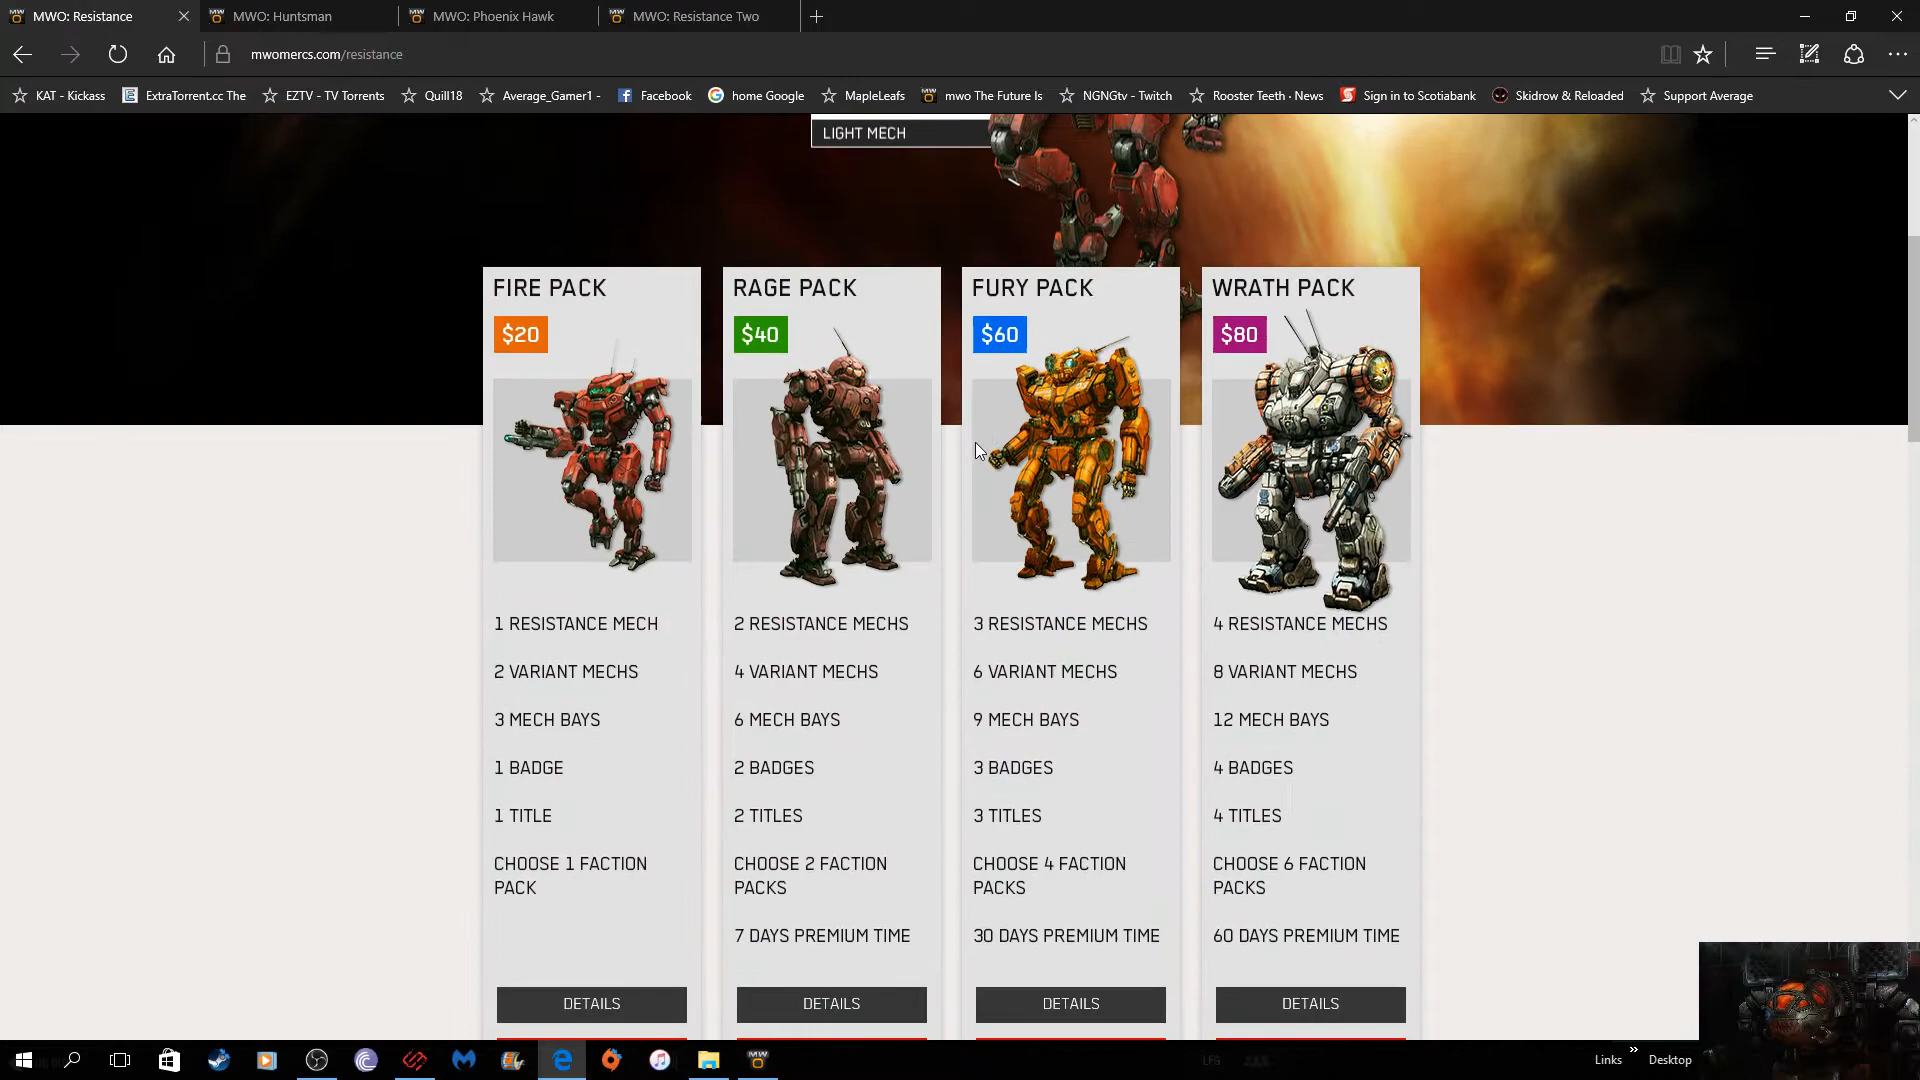 MWO: Resistance
MWO: Huntsman
MWO: Phoenix Hawk
MWO: Resistance Two
mwomercs.com/resistance
KAT - Kickass
ExtraTorrent.cc The
EZTV - TV Torrents
Quill18
Average_Gamer1 -
Facebook
home Google
MapleLeafs
mwo The Future Is
NGNGtv - Twitch
Rooster Teeth · News
Sign in to Scotiabank
Skidrow & Reloaded
Support Average
LIGHT MECH
FIRE PACK
$20
1 RESISTANCE MECH
2 VARIANT MECHS
3 MECH BAYS
1 BADGE
1 TITLE
CHOOSE 1 FACTION
PACK
DETAILS
RAGE PACK
$40
2 RESISTANCE MECHS
4 VARIANT MECHS
6 MECH BAYS
2 BADGES
2 TITLES
CHOOSE 2 FACTION
PACKS
7 DAYS PREMIUM TIME
DETAILS
FURY PACK
$60
3 RESISTANCE MECHS
6 VARIANT MECHS
9 MECH BAYS
3 BADGES
3 TITLES
CHOOSE 4 FACTION
PACKS
30 DAYS PREMIUM TIME
DETAILS
WRATH PACK
$80
4 RESISTANCE MECHS
8 VARIANT MECHS
12 MECH BAYS
4 BADGES
4 TITLES
CHOOSE 6 FACTION
PACKS
60 DAYS PREMIUM TIME
DETAILS
LFG
Links
Desktop